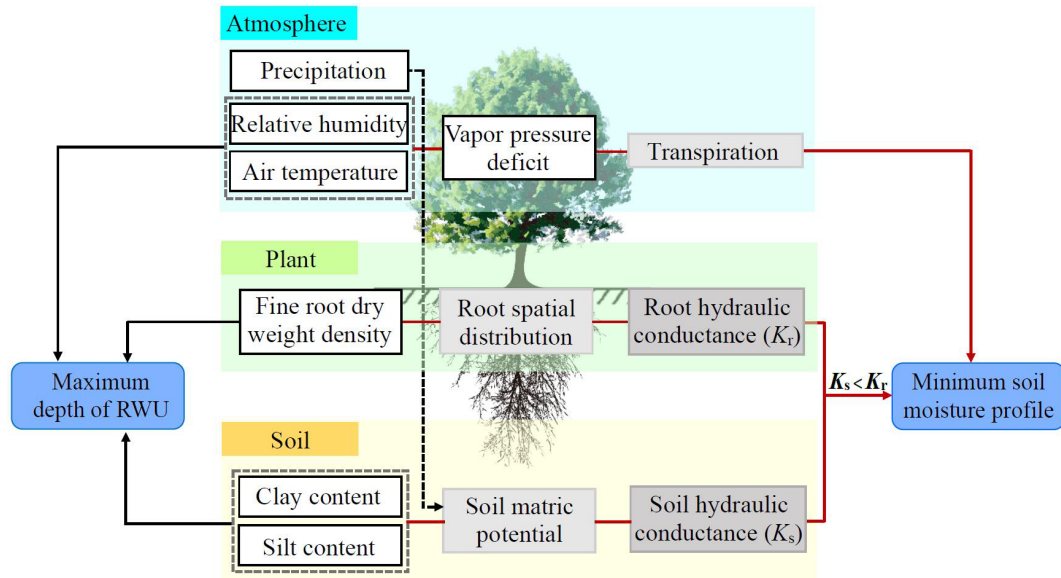 Atmosphere
Precipitation
Relative humidity
Air temperature
Vapor pressure
deficit
Transpiration
Plant
Fine root dry
weight density
Root spatial
distribution
Root hydraulic
conductance (Kr)
Maximum
depth of RWU
Ks<Kr
Minimum soil
moisture profile
Soil
Clay content
Silt content
Soil matric
potential
Soil hydraulic
conductance (Ks)